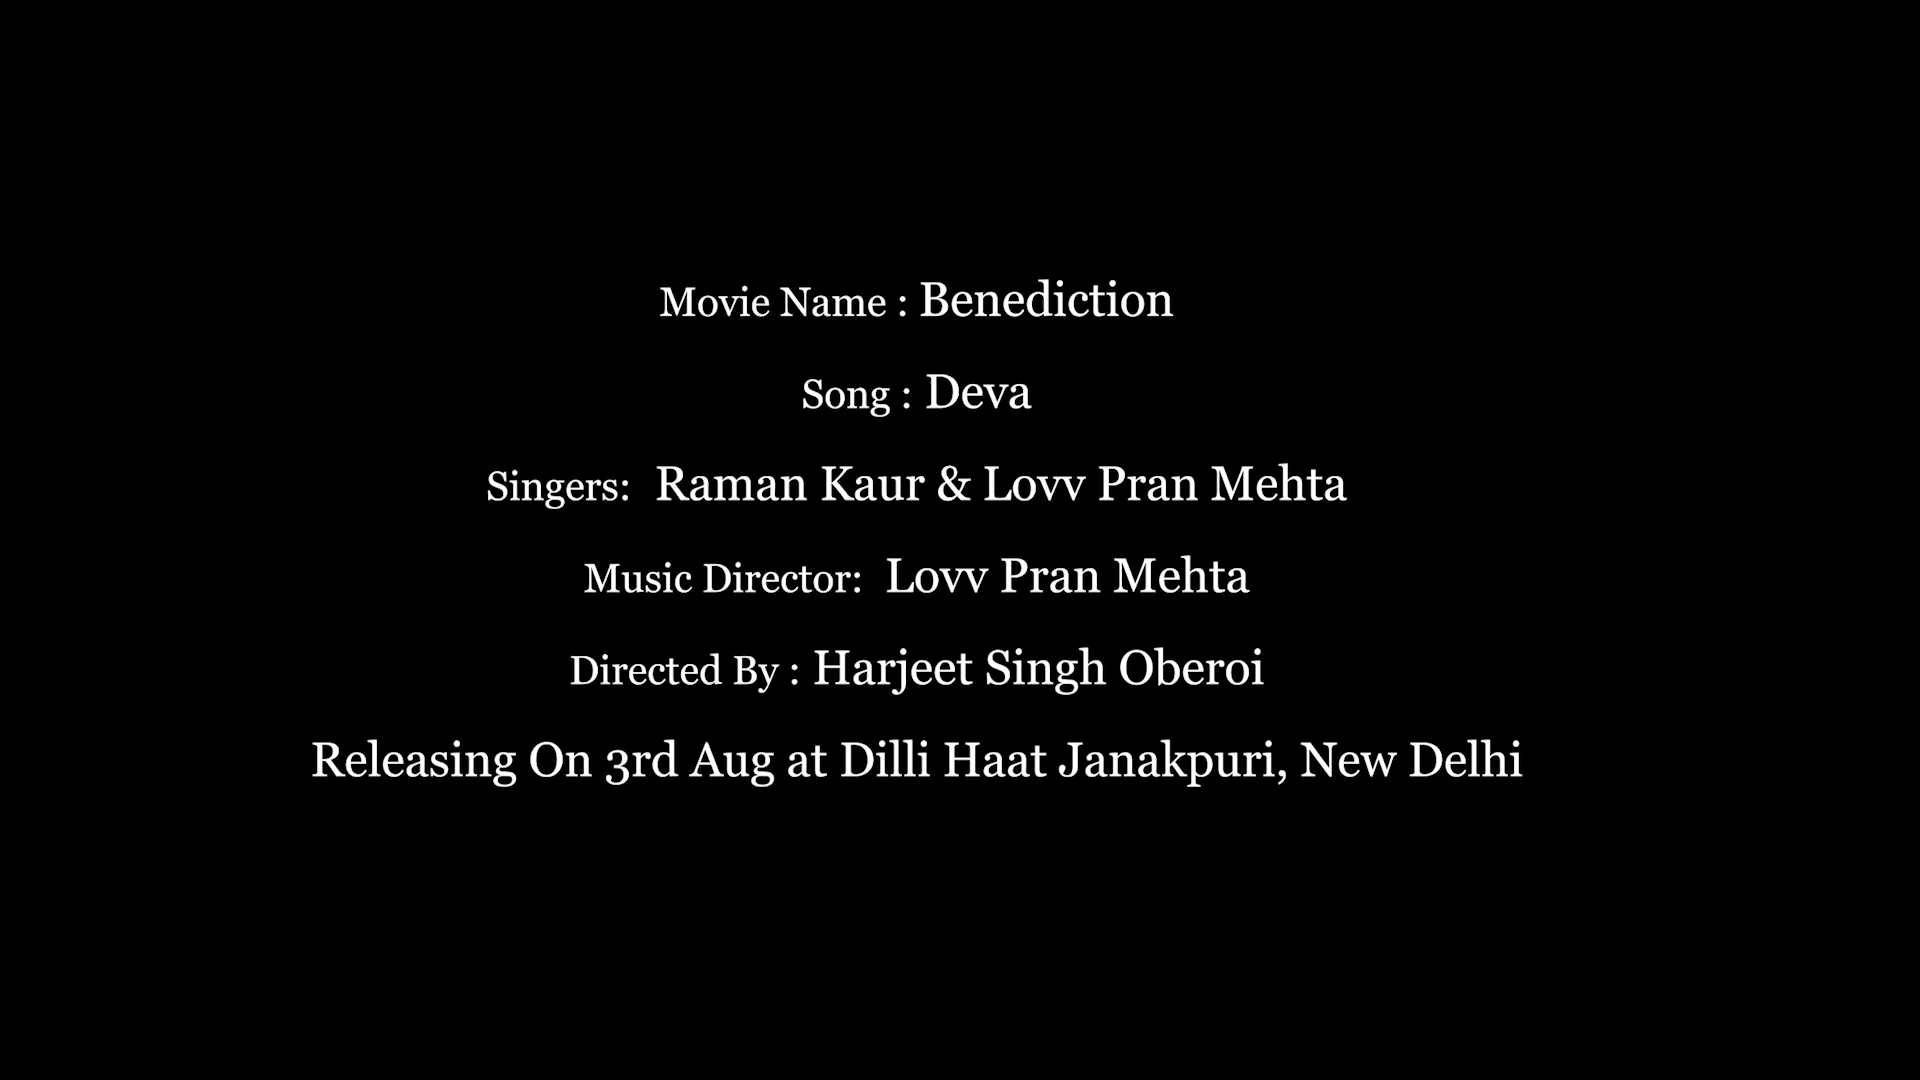 Movie Name : Benediction
Song : Deva
Singers: Raman Kaur & Lovv Pran Mehta
Music Director: Lovv Pran Mehta
Directed By : Harjeet Singh Oberoi
Releasing On 3rd Aug at Dilli Haat Janakpuri, New Delhi